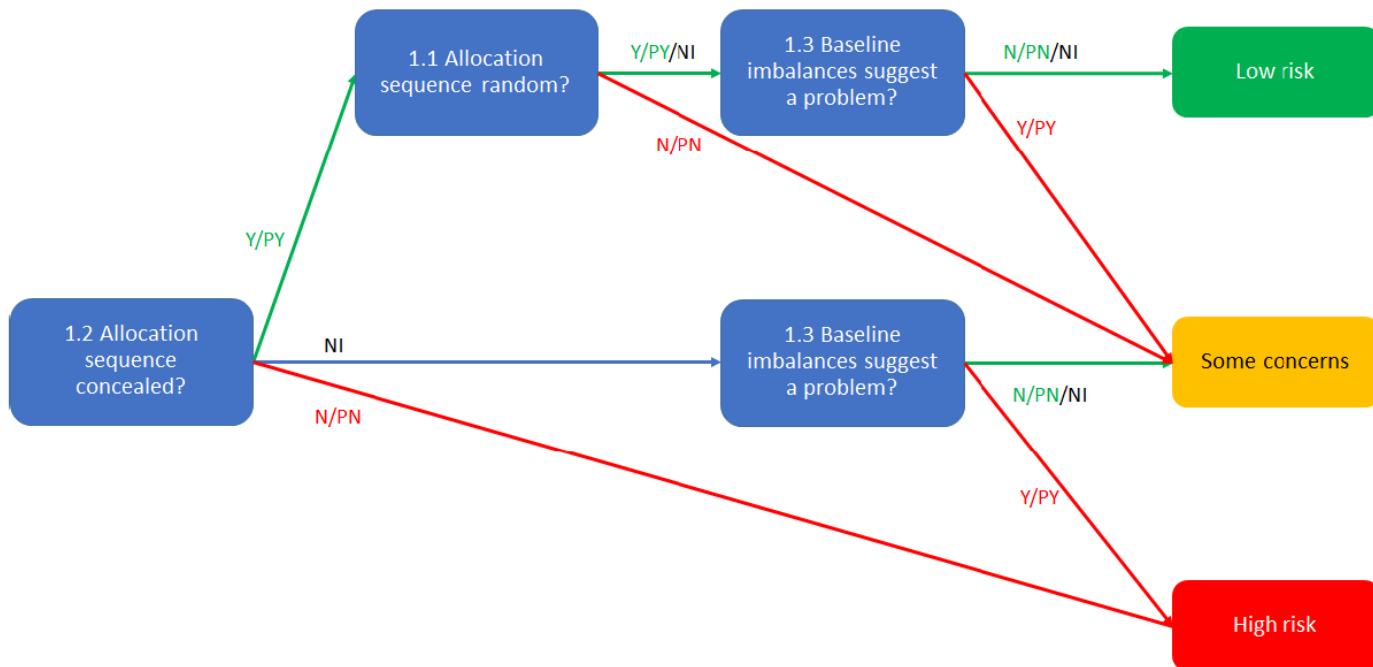 1.1 Allocation
sequence random?
Y/PY/NI
1.3 Baseline
imbalances suggest
a problem?
N/PN/NI
Low risk
N/PN
Y/PY
Y/PY
1.2 Allocation
sequence
concealed?
NI
1.3 Baseline
imbalances suggest
a problem?
Some concerns
N/PN/NI
N/PN
Y/PY
High risk